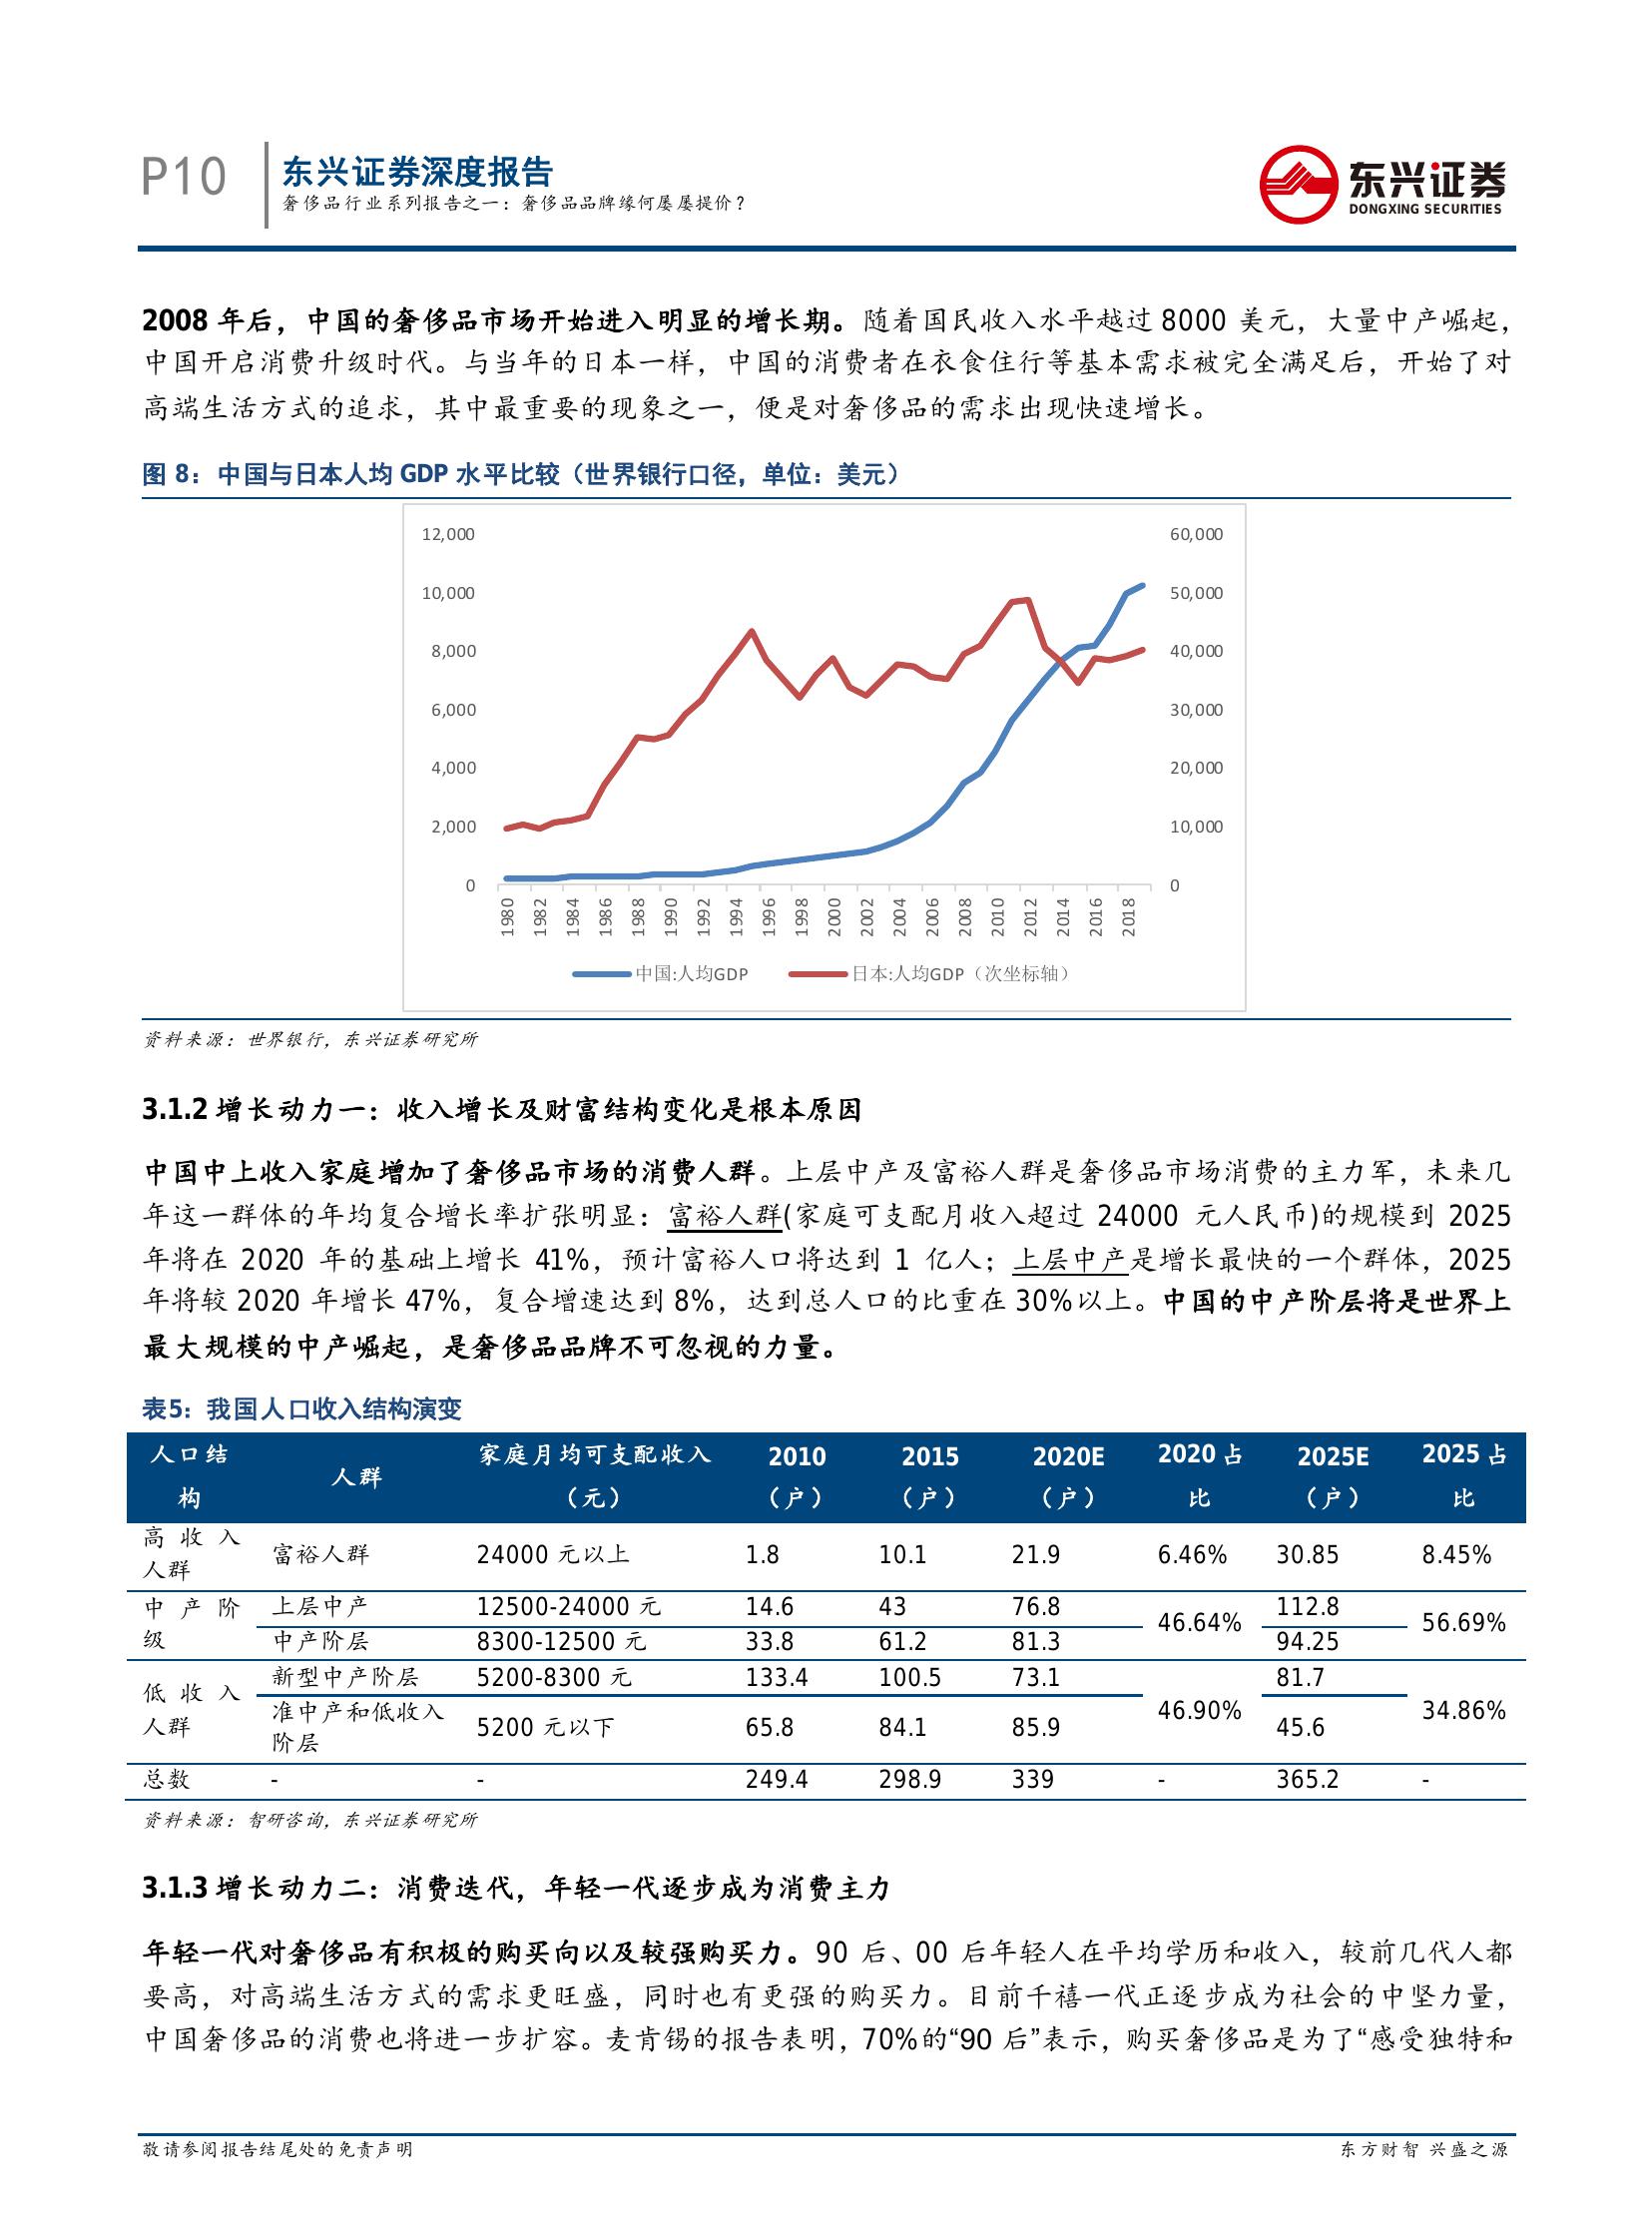 P10
东兴证券深度报告
奢侈品行业系列报告之一：奢侈品品牌缘何屡屡提价？
东兴证券
DONGXING SECURITIES
2008 年后，中国的奢侈品市场开始进入明显的增长期。随着国民收入水平越过 8000 美元，大量中产崛起，
中国开启消费升级时代。与当年的日本一样，中国的消费者在衣食住行等基本需求被完全满足后，开始了对
高端生活方式的追求，其中最重要的现象之一，便是对奢侈品的需求出现快速增长。
图 8：中国与日本人均 GDP 水平比较（世界银行口径，单位：美元）
12,000 60,000
10,000 50,000
8,000 40,000
6,000 30,000
4,000 20,000
2,000 10,000
0 0
1980 1982 1984 1986 1988 1990 1992 1994 1996 1998 2000 2002 2004 2006 2008 2010 2012 2014 2016 2018
中国:人均GDP 日本:人均GDP（次坐标轴）
资料来源：世界银行，东兴证券研究所
3.1.2 增长动力一：收入增长及财富结构变化是根本原因
中国中上收入家庭增加了奢侈品市场的消费人群。上层中产及富裕人群是奢侈品市场消费的主力军，未来几
年这一群体的年均复合增长率扩张明显：富裕人群(家庭可支配月收入超过 24000 元人民币)的规模到 2025
年将在 2020 年的基础上增长 41%，预计富裕人口将达到 1 亿人；上层中产是增长最快的一个群体，2025
年将较 2020 年增长 47%，复合增速达到 8%，达到总人口的比重在 30%以上。中国的中产阶层将是世界上
最大规模的中产崛起，是奢侈品品牌不可忽视的力量。
表5：我国人口收入结构演变
人口结构 人群 家庭月均可支配收入（元） 2010（户） 2015（户） 2020E（户） 2020 占比 2025E（户） 2025 占比
高收入人群 富裕人群 24000 元以上 1.8 10.1 21.9 6.46% 30.85 8.45%
中产阶级 上层中产 12500-24000 元 14.6 43 76.8 46.64% 112.8 56.69%
中产阶层 8300-12500 元 33.8 61.2 81.3 94.25
低收入人群 新型中产阶层 5200-8300 元 133.4 100.5 73.1 46.90% 81.7 34.86%
准中产和低收入阶层 5200 元以下 65.8 84.1 85.9 45.6
总数 - - 249.4 298.9 339 - 365.2 -
资料来源：智研咨询，东兴证券研究所
3.1.3 增长动力二：消费迭代，年轻一代逐步成为消费主力
年轻一代对奢侈品有积极的购买向以及较强购买力。90 后、00 后年轻人在平均学历和收入，较前几代人都
要高，对高端生活方式的需求更旺盛，同时也有更强的购买力。目前千禧一代正逐步成为社会的中坚力量，
中国奢侈品的消费也将进一步扩容。麦肯锡的报告表明，70%的“90 后”表示，购买奢侈品是为了“感受独特和
敬请参阅报告结尾处的免责声明
东方财智 兴盛之源